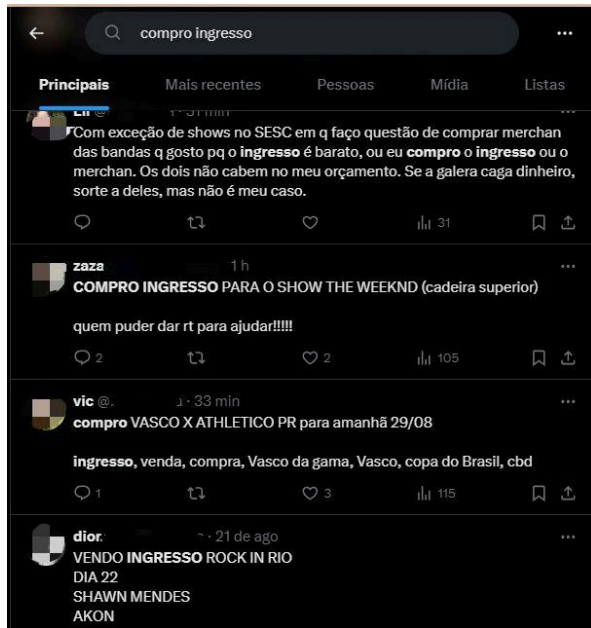 compro ingresso
Principais Mais recentes Pessoas Mídia Listas
31 min
Com exceção de shows no SESC em q faço questão de comprar merchan
das bandas q gosto pq o ingresso é barato, ou eu compro o ingresso ou o
merchan. Os dois não cabem no meu orçamento. Se a galera caga dinheiro,
sorte a deles, mas não é meu caso.
31
zaza 1 h
COMPRO INGRESSO PARA O SHOW THE WEEKND (cadeira superior)
quem puder dar rt para ajudar!!!!!
2 2 105
vic @ · 33 min
compro VASCO X ATHLETICO PR para amanhã 29/08
ingresso, venda, compra, Vasco da gama, Vasco, copa do Brasil, cbd
1 3 115
dior · 21 de ago
VENDO INGRESSO ROCK IN RIO
DIA 22
SHAWN MENDES
AKON